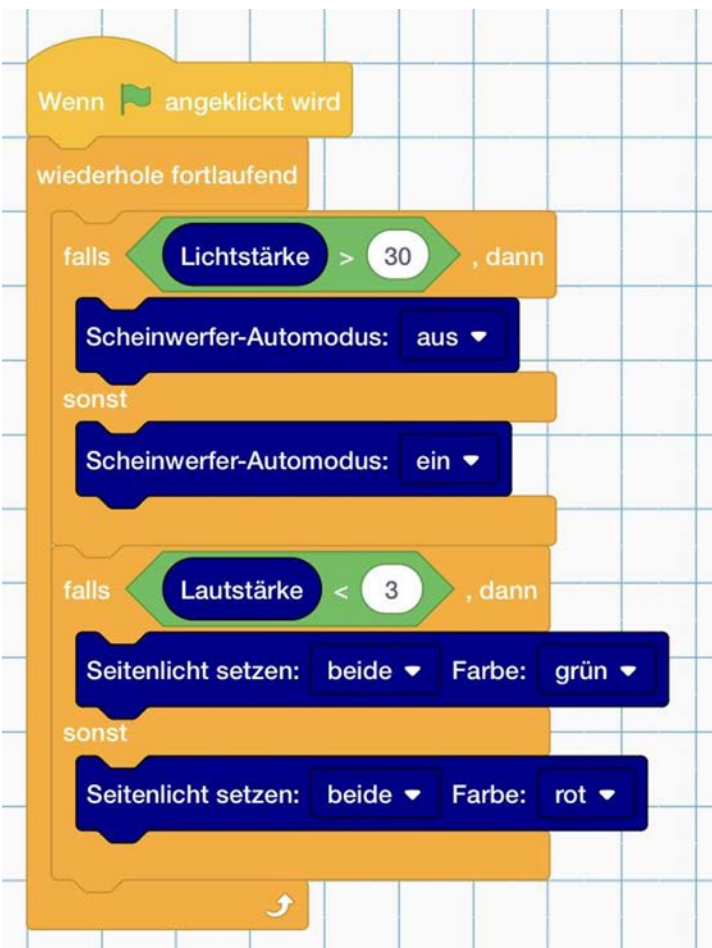 Wenn angeklickt wird
wiederhole fortlaufend
falls Lichtstärke > 30 , dann
Scheinwerfer-Automodus: aus
sonst
Scheinwerfer-Automodus: ein
falls Lautstärke < 3 , dann
Seitenlicht setzen: beide Farbe: grün
sonst
Seitenlicht setzen: beide Farbe: rot